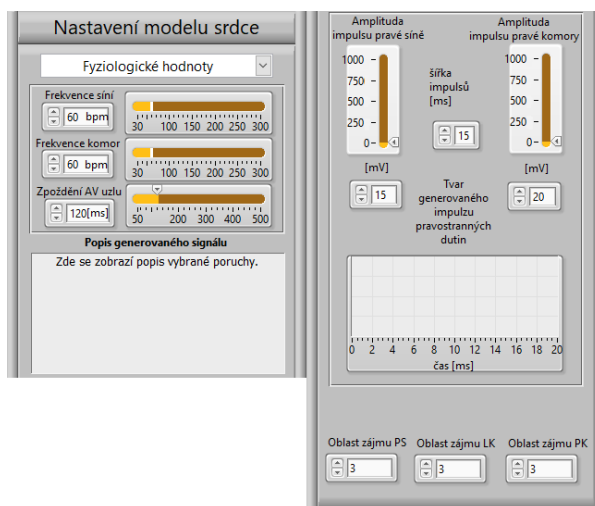 Nastavení modelu srdce
Fyziologické hodnoty
Frekvence síní
60 bpm
30 100 150 200 250 300
Frekvence komor
60 bpm
30 100 150 200 250 300
Zpoždění AV uzlu
120[ms]
50 200 300 400 500
Popis generovaného signálu
Zde se zobrazí popis vybrané poruchy.
Amplituda
impulsu pravé síně
1000
750
500
250
0
[mV]
15
šířka
impulsů
[ms]
15
Amplituda
impulsu pravé komory
1000
750
500
250
0
[mV]
20
Tvar
generovaného
impulzu
pravostranných
dutin
0 2 4 6 8 10 12 14 16 18 20
čas [ms]
Oblast zájmu PS Oblast zájmu LK Oblast zájmu PK
3 3 3